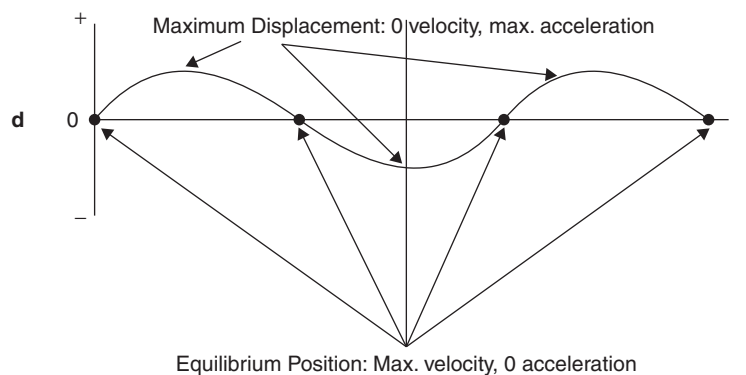 +
Maximum Displacement: 0 velocity, max. acceleration
d 0
−
Equilibrium Position: Max. velocity, 0 acceleration